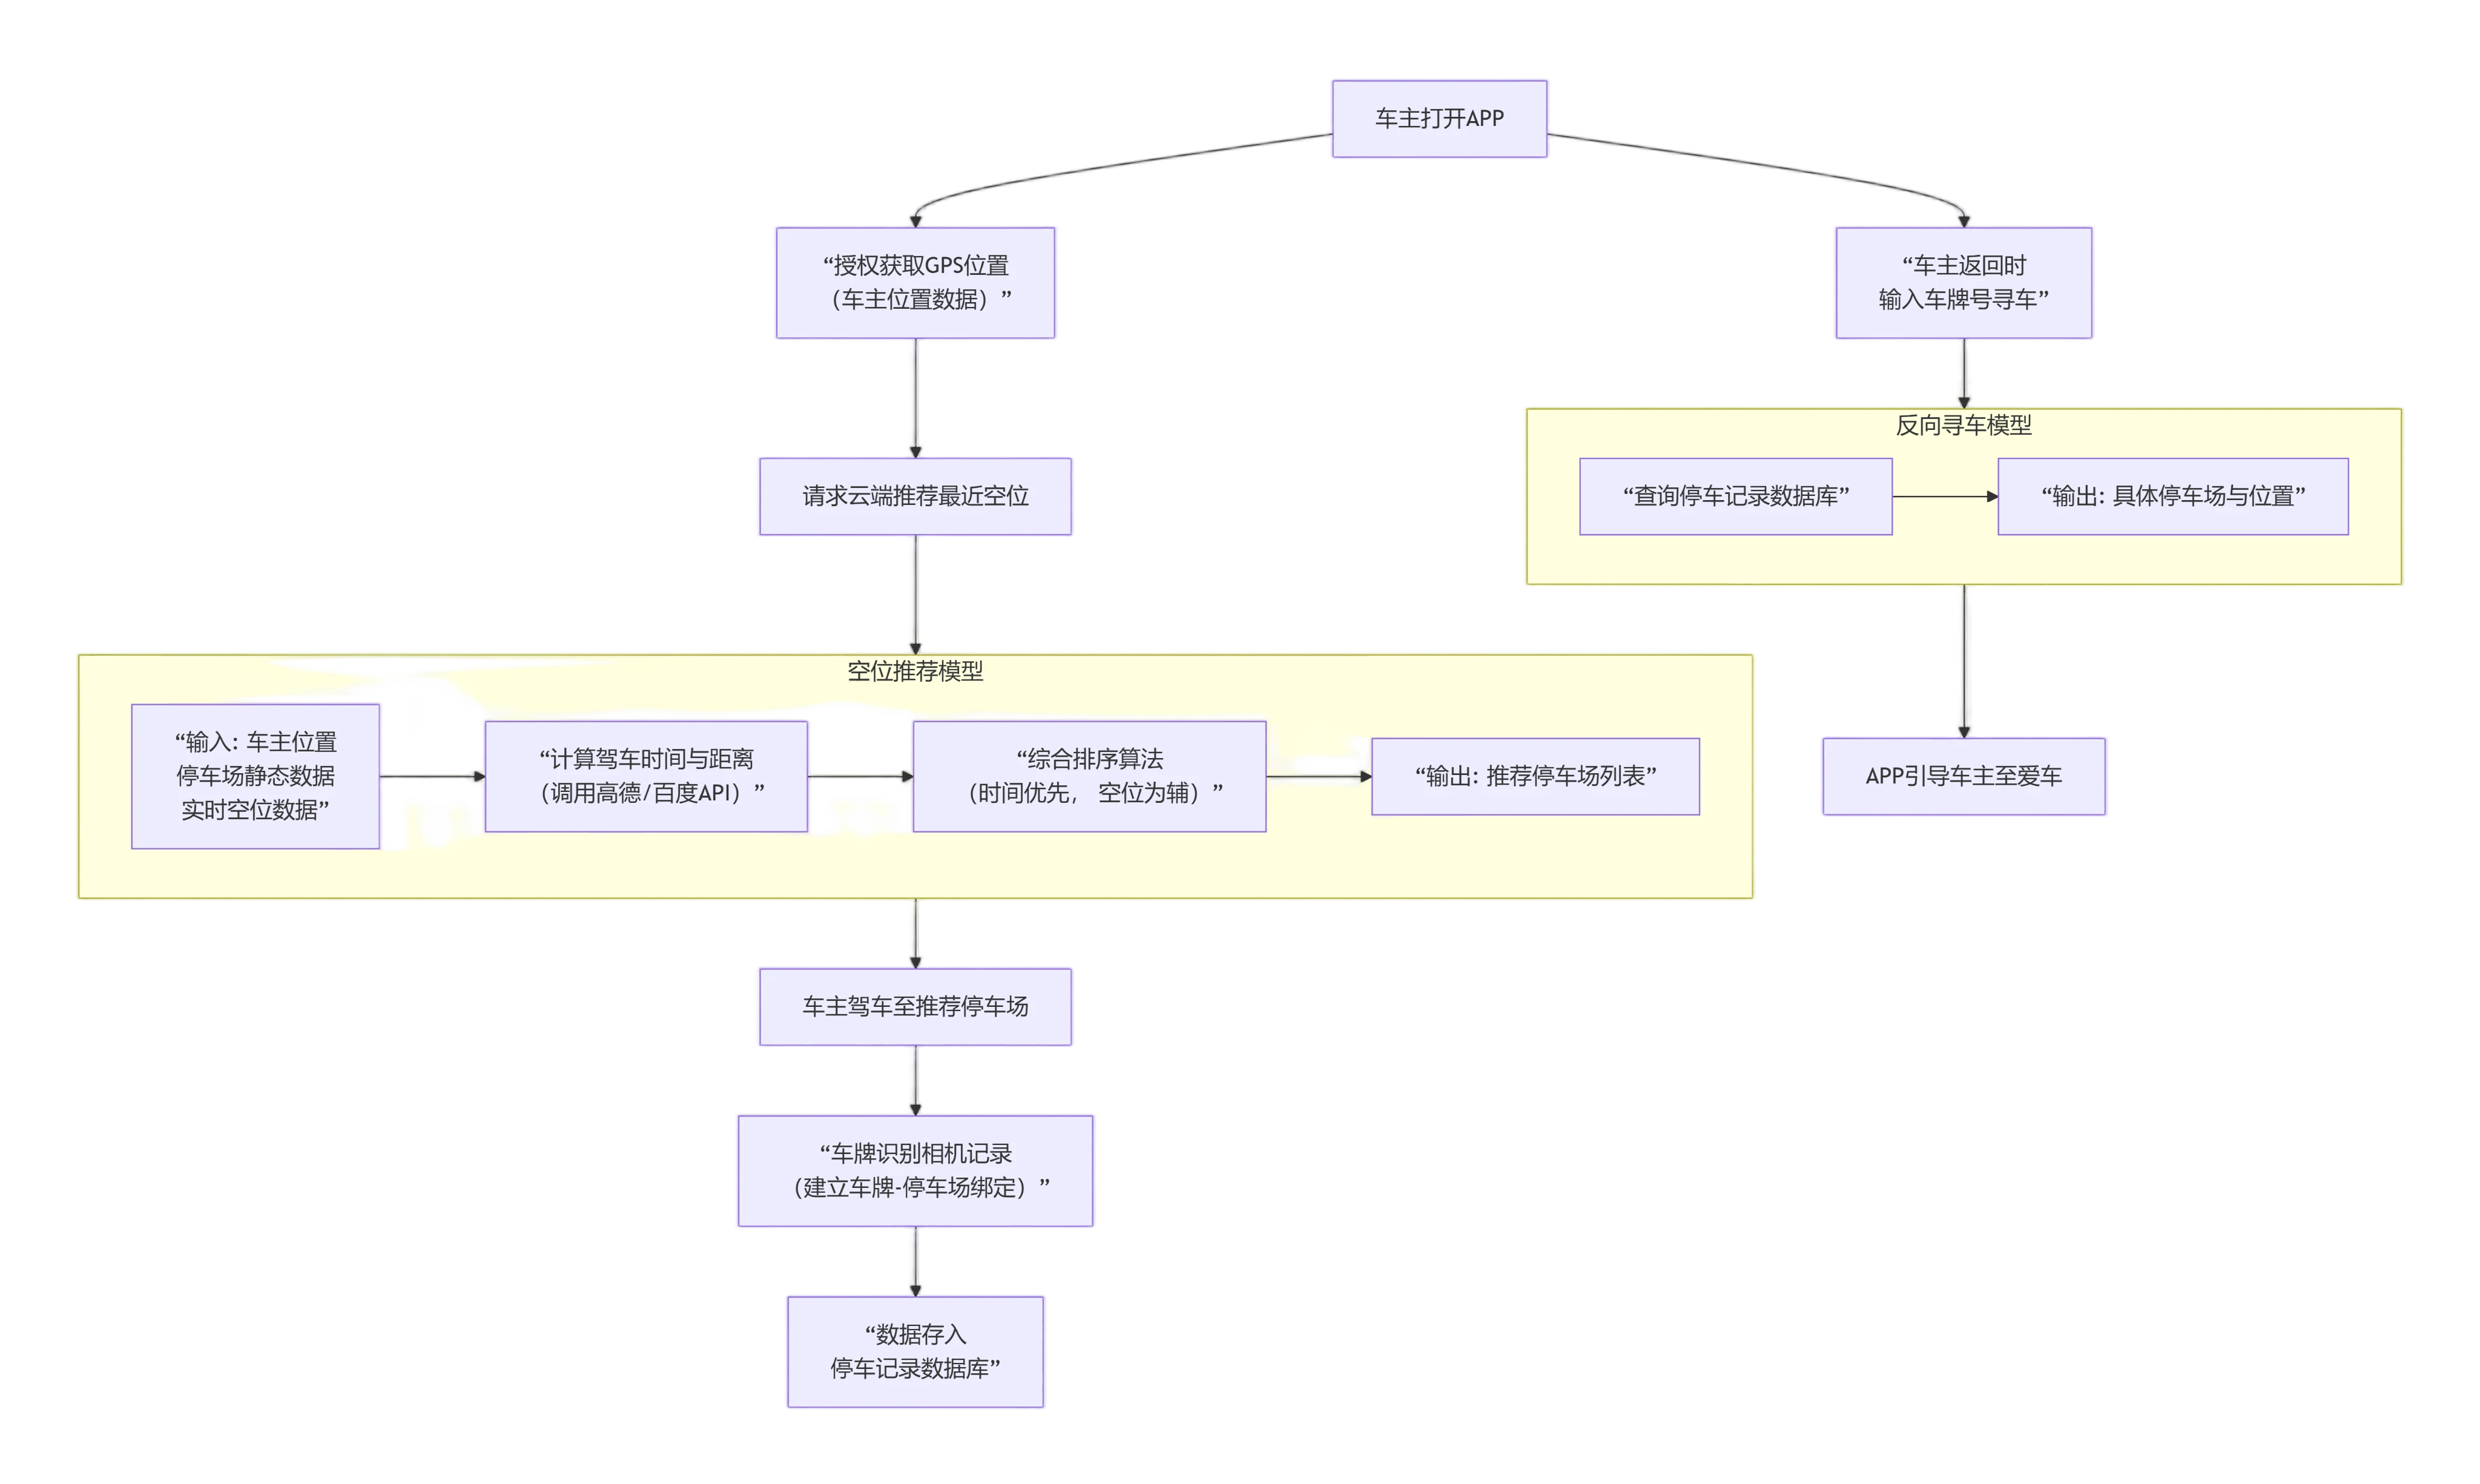 车主打开APP
“授权获取GPS位置
（车主位置数据）”
“车主返回时
输入车牌号寻车”
请求云端推荐最近空位
反向寻车模型
“查询停车记录数据库”
“输出: 具体停车场与位置”
空位推荐模型
“输入: 车主位置
停车场静态数据
实时空位数据”
“计算驾车时间与距离
（调用高德/百度API）”
“综合排序算法
（时间优先， 空位为辅）”
“输出: 推荐停车场列表”
APP引导车主至爱车
车主驾车至推荐停车场
“车牌识别相机记录
（建立车牌-停车场绑定）”
“数据存入
停车记录数据库”